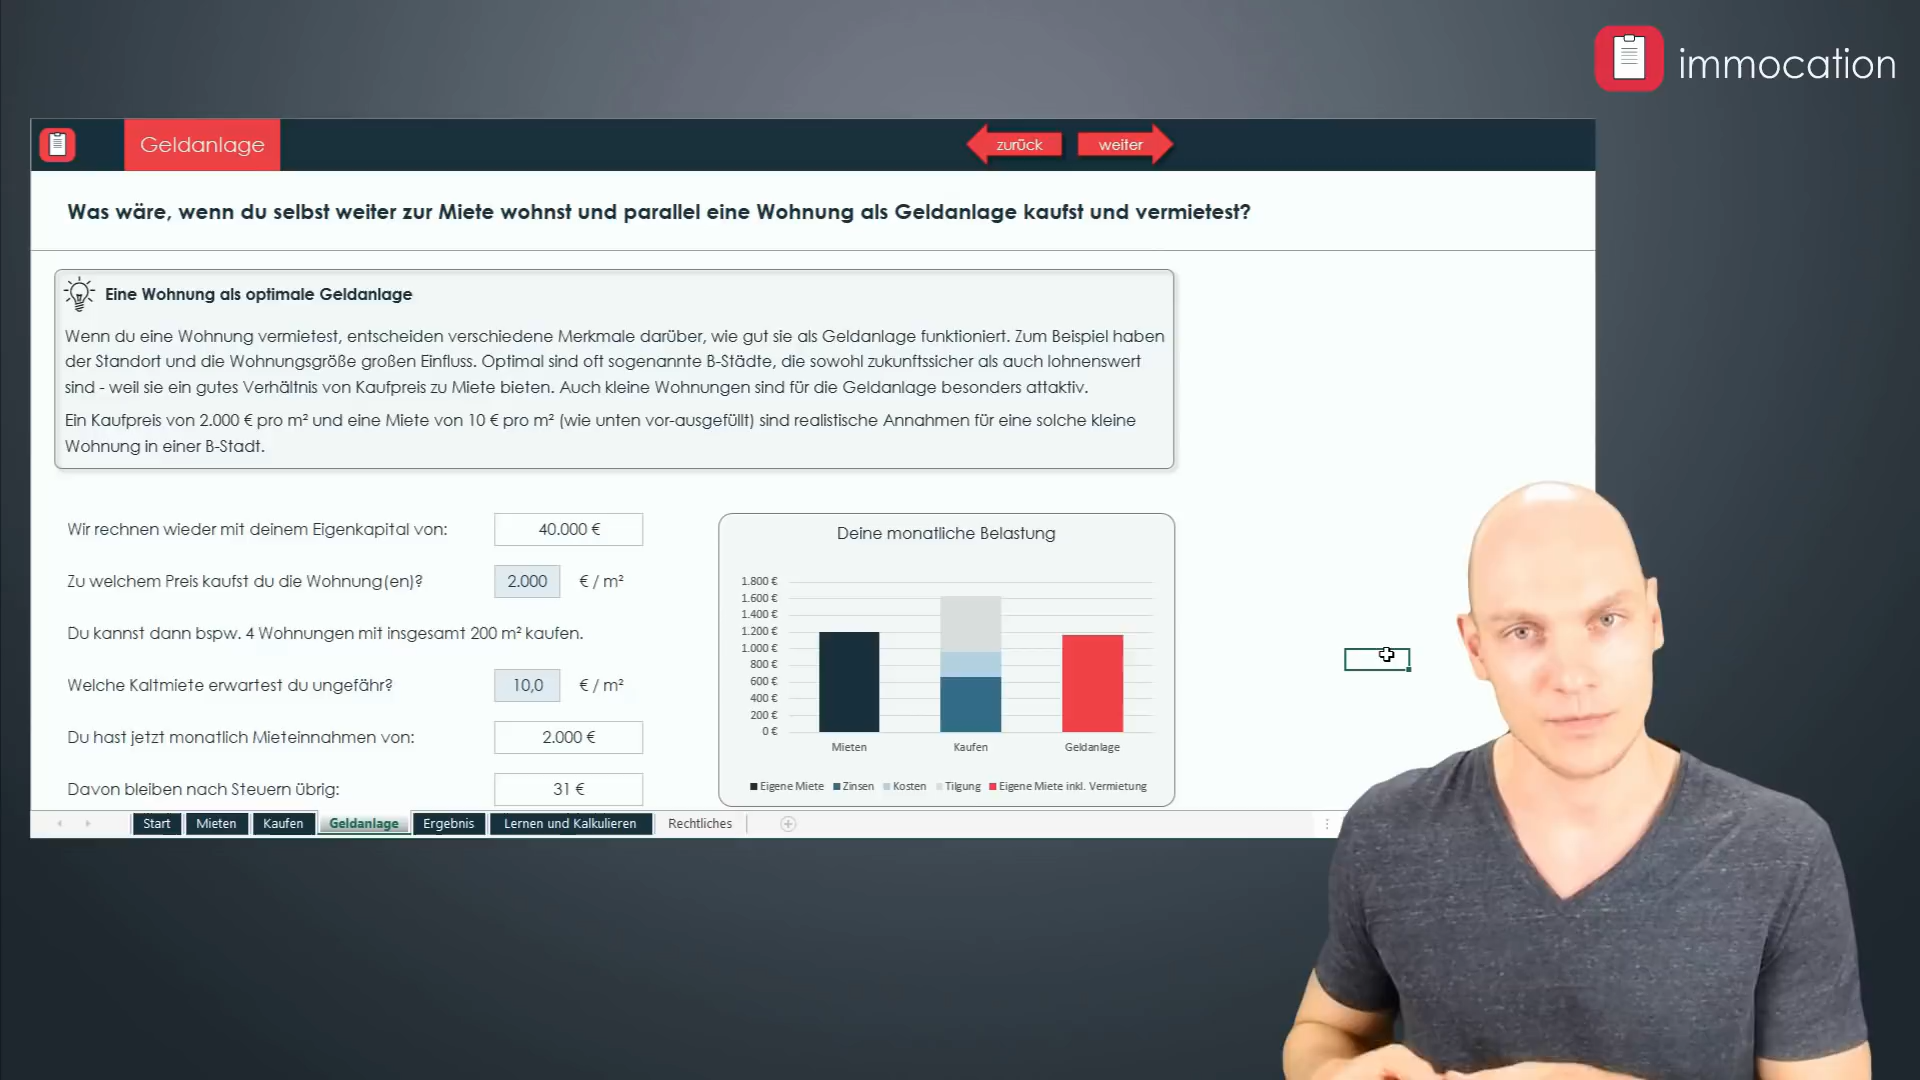 immocation
Geldanlage
zurück
weiter
Was wäre, wenn du selbst weiter zur Miete wohnst und parallel eine Wohnung als Geldanlage kaufst und vermietest?
Eine Wohnung als optimale Geldanlage
Wenn du eine Wohnung vermietest, entscheiden verschiedene Merkmale darüber, wie gut sie als Geldanlage funktioniert. Zum Beispiel haben
der Standort und die Wohnungsgröße großen Einfluss. Optimal sind oft sogenannte B-Städte, die sowohl zukunftssicher als auch lohnenswert
sind - weil sie ein gutes Verhältnis von Kaufpreis zu Miete bieten. Auch kleine Wohnungen sind für die Geldanlage besonders attaktiv.
Ein Kaufpreis von 2.000 € pro m² und eine Miete von 10 € pro m² (wie unten vor-ausgefüllt) sind realistische Annahmen für eine solche kleine
Wohnung in einer B-Stadt.
Wir rechnen wieder mit deinem Eigenkapital von: 40.000 €
Zu welchem Preis kaufst du die Wohnung(en)? 2.000 € / m²
Du kannst dann bspw. 4 Wohnungen mit insgesamt 200 m² kaufen.
Welche Kaltmiete erwartest du ungefähr? 10,0 € / m²
Du hast jetzt monatlich Mieteinnahmen von: 2.000 €
Davon bleiben nach Steuern übrig: 31 €
Deine monatliche Belastung
1.800 €
1.600 €
1.400 €
1.200 €
1.000 €
800 €
600 €
400 €
200 €
0 €
Mieten Kaufen Geldanlage
Eigene Miete Zinsen Kosten Tilgung Eigene Miete inkl. Vermietung
Start Mieten Kaufen Geldanlage Ergebnis Lernen und Kalkulieren Rechtliches